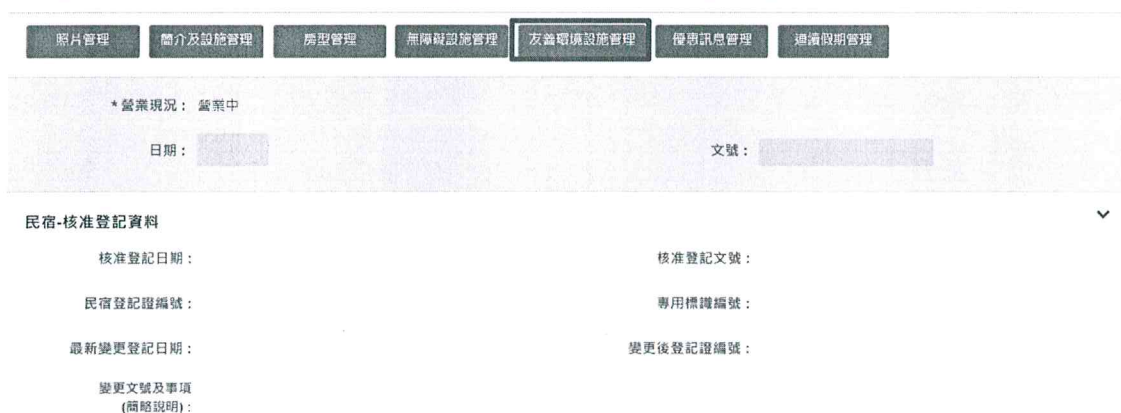 照片管理 簡介及設施管理 房型管理 無障礙設施管理 友善環境設施管理 優惠訊息管理 連續假期管理
*營業現況： 營業中
日期： 文號：
民宿-核准登記資料
核准登記日期： 核准登記文號：
民宿登記證編號： 專用標識編號：
最新變更登記日期： 變更後登記證編號：
變更文號及事項
(簡略說明)：